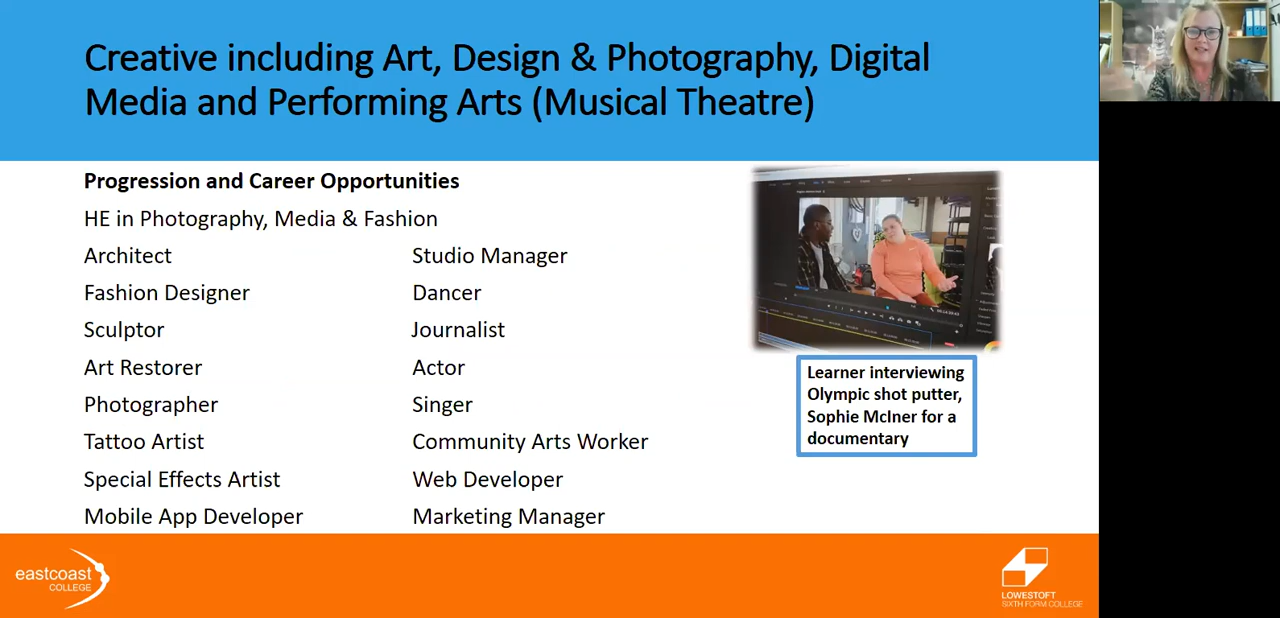 Creative including Art, Design & Photography, Digital
Media and Performing Arts (Musical Theatre)
Progression and Career Opportunities
HE in Photography, Media & Fashion
Architect
Fashion Designer
Sculptor
Art Restorer
Photographer
Tattoo Artist
Special Effects Artist
Mobile App Developer
Studio Manager
Dancer
Journalist
Actor
Singer
Community Arts Worker
Web Developer
Marketing Manager
Learner interviewing
Olympic shot putter,
Sophie McIner for a
documentary
eastcoast
COLLEGE
LOWESTOFT
SIXTH FORM COLLEGE